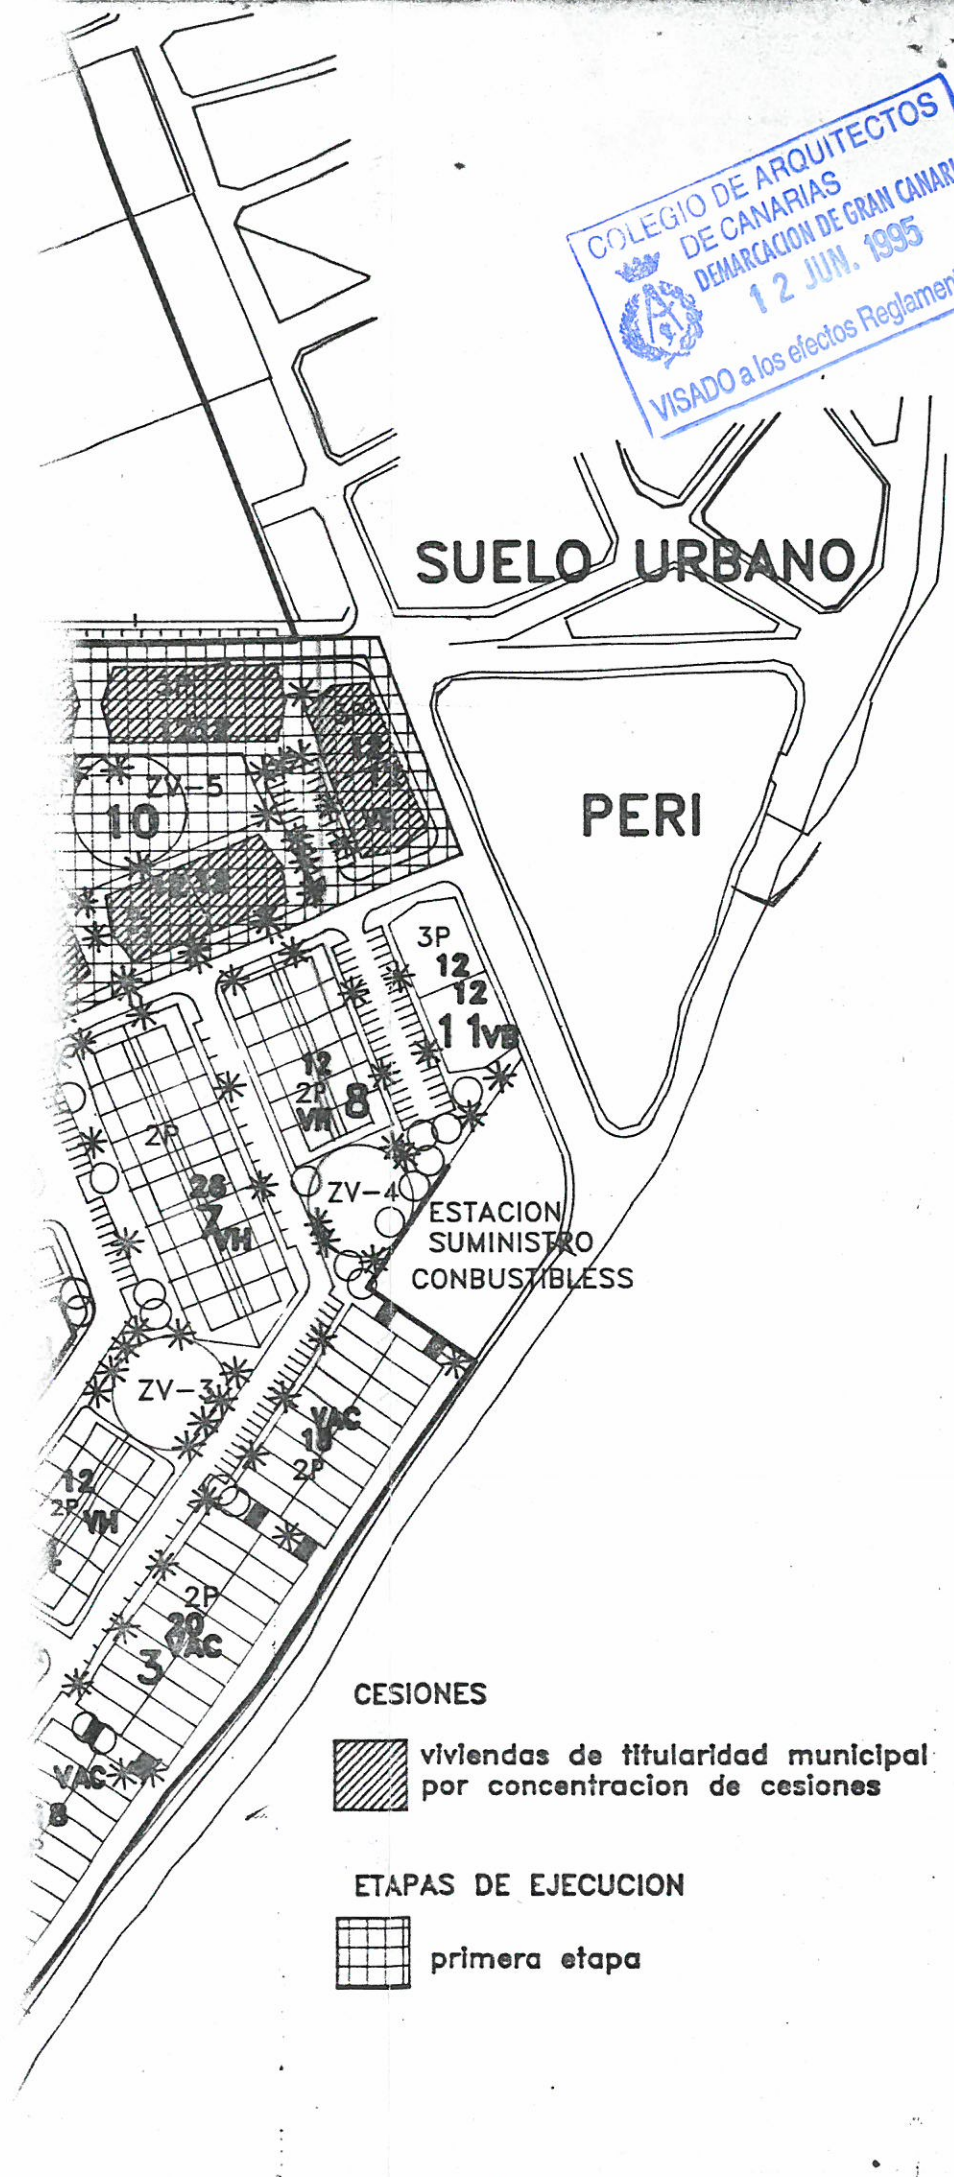 COLEGIO DE ARQUITECTOS
DE CANARIAS
DEMARCACION DE GRAN CANARI
12 JUN. 1995
VISADO a los efectos Reglamen
SUELO URBANO
PERI
ZV-5
10
3P
12
12
11 VB
12
2P
VH 8
2P
26
7
VH
ZV-4
ESTACION
SUMINISTRO
CONBUSTIBLESS
ZV-3
VAC
2P
12
2P VH
2P
20
VAC
3
VAC
8
CESIONES
viviendas de titularidad municipal
por concentracion de cesiones
ETAPAS DE EJECUCION
primera etapa